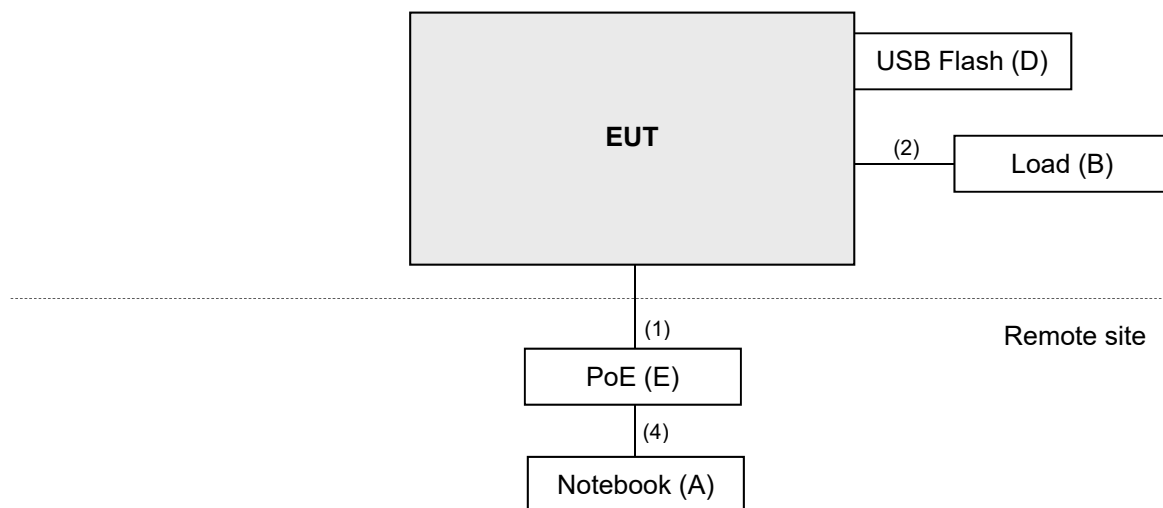 USB Flash (D)
EUT
(2)
Load (B)
Remote site
(1)
PoE (E)
(4)
Notebook (A)